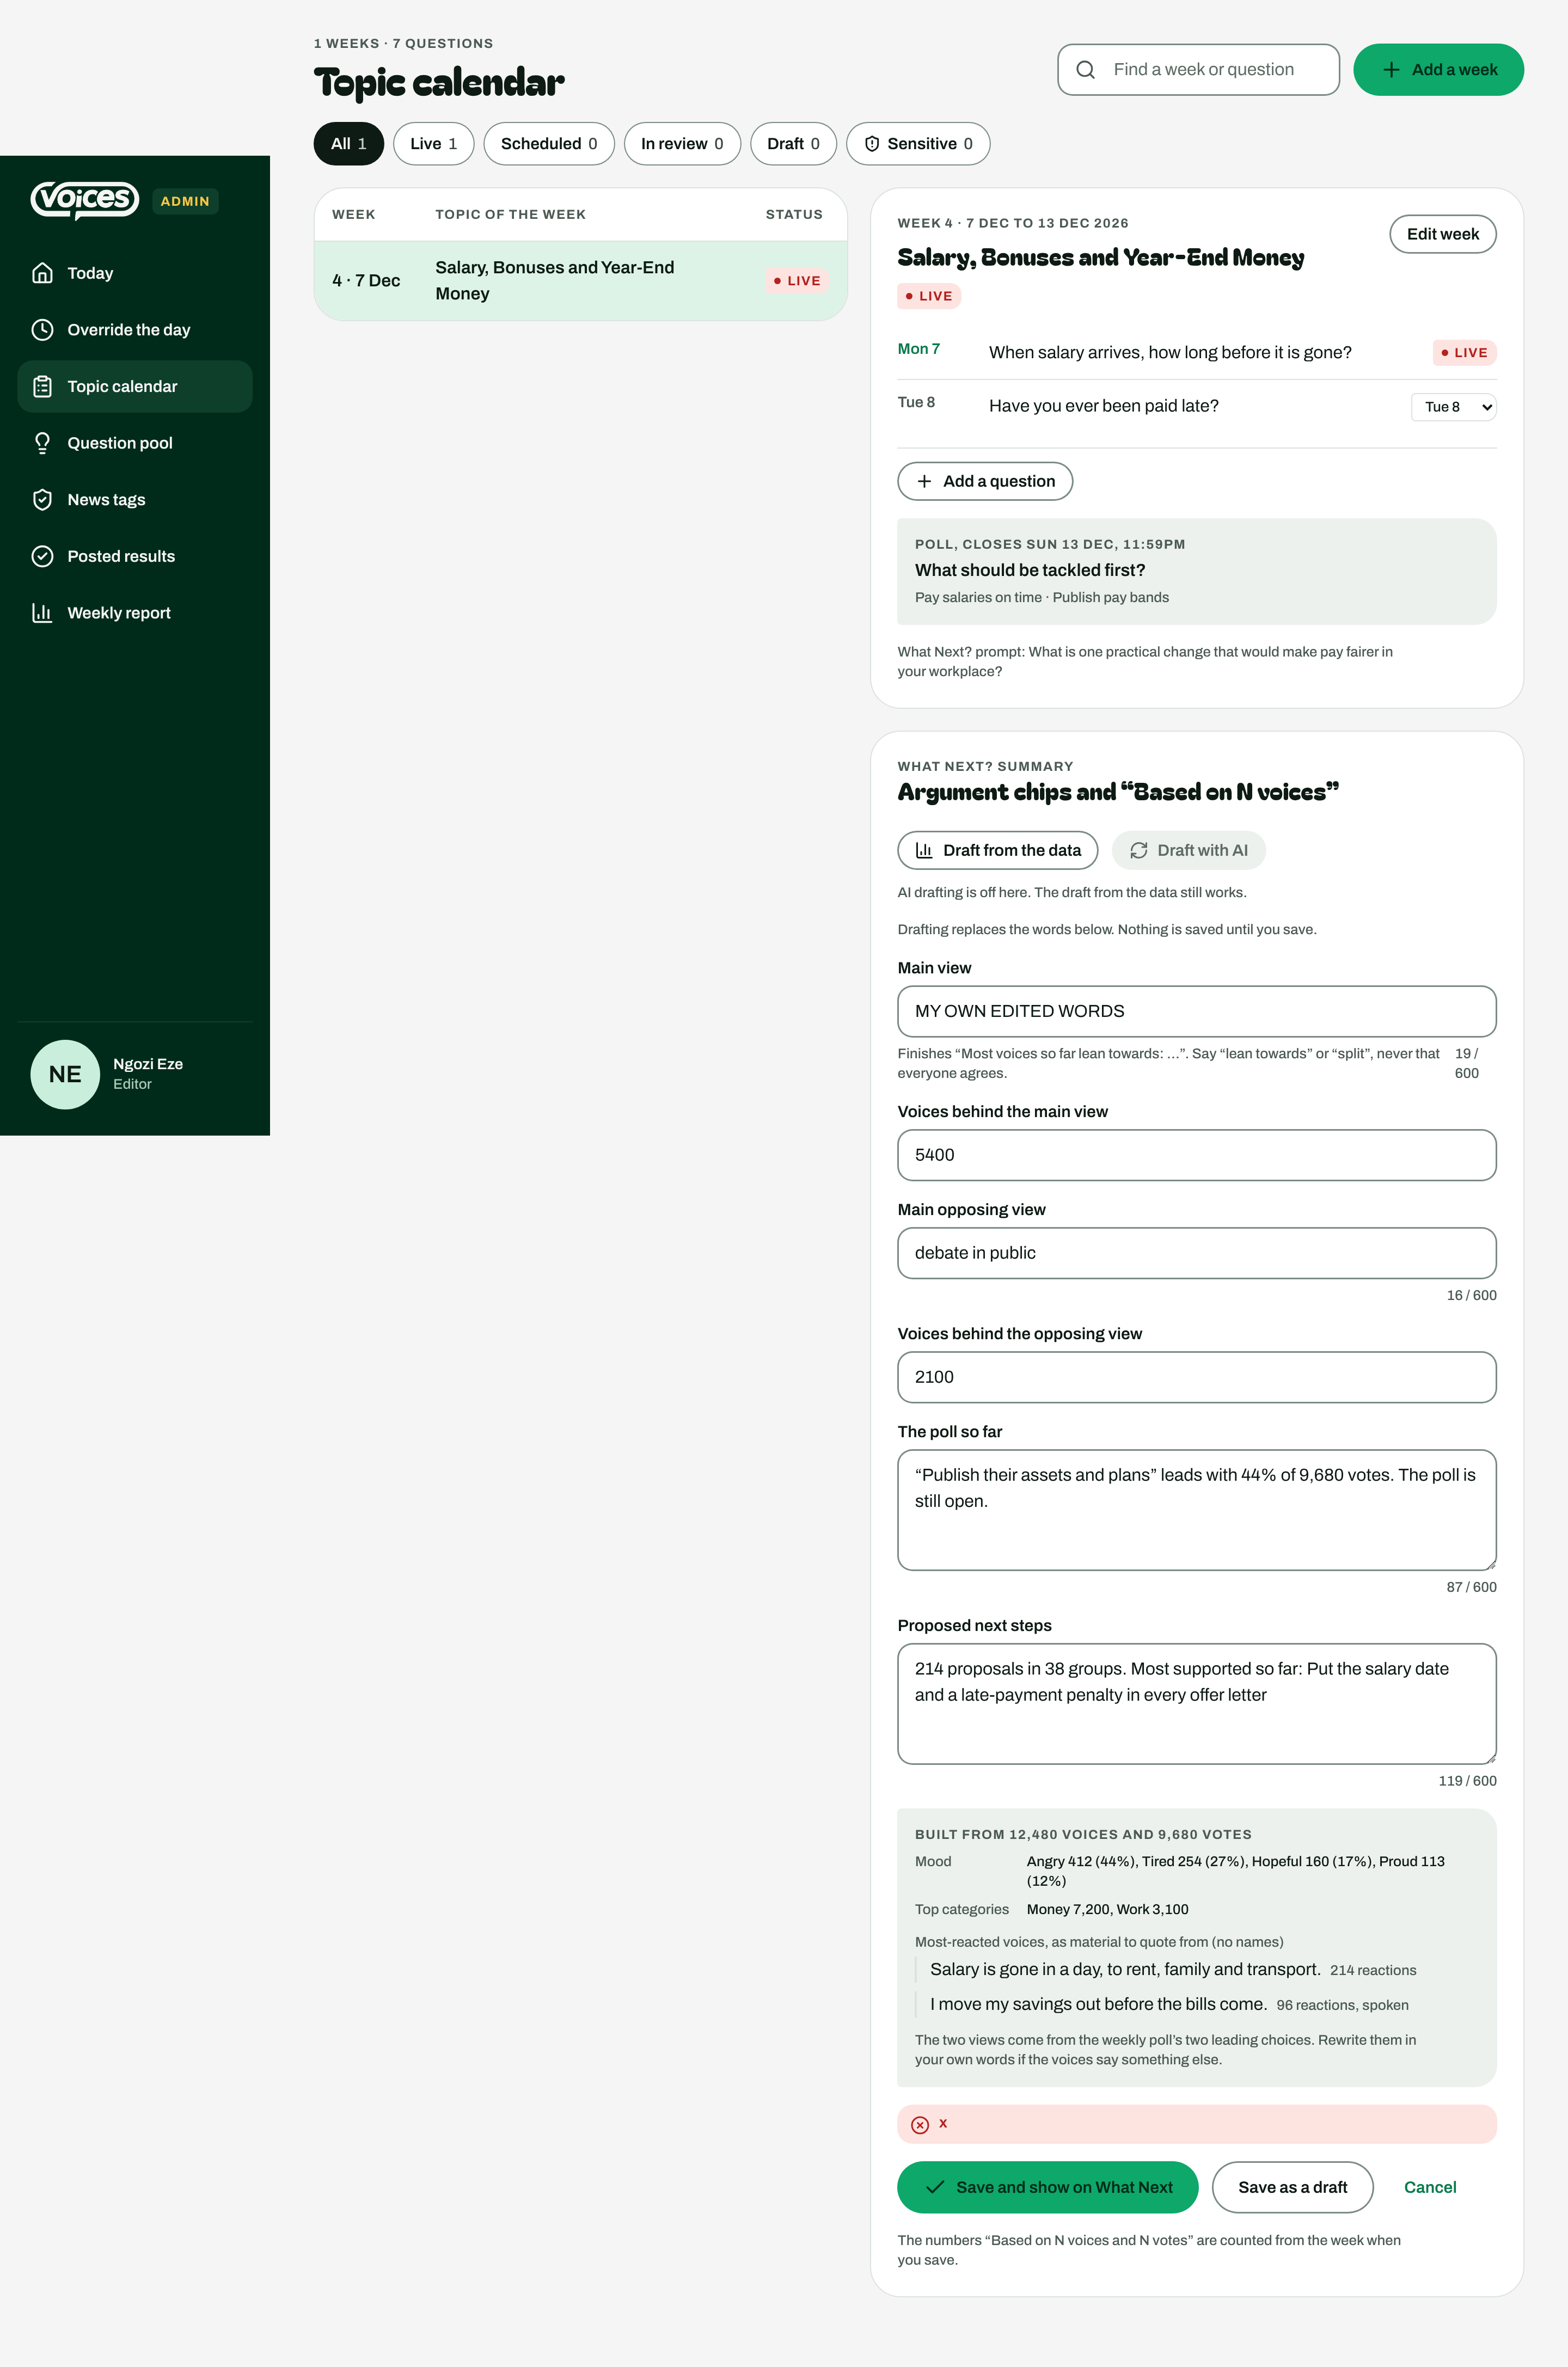 1 WEEKS · 7 QUESTIONS
Topic calendar
Find a week or question
Add a week
All 1
Live 1
Scheduled 0
In review 0
Draft 0
Sensitive 0
Voices ADMIN
Today
Override the day
Topic calendar
Question pool
News tags
Posted results
Weekly report
NE
Ngozi Eze
Editor
WEEK TOPIC OF THE WEEK STATUS
4 · 7 Dec
Salary, Bonuses and Year-End
Money
LIVE
WEEK 4 · 7 DEC TO 13 DEC 2026
Salary, Bonuses and Year-End Money
Edit week
LIVE
Mon 7 When salary arrives, how long before it is gone? LIVE
Tue 8 Have you ever been paid late? Tue 8
Add a question
POLL, CLOSES SUN 13 DEC, 11:59PM
What should be tackled first?
Pay salaries on time · Publish pay bands
What Next? prompt: What is one practical change that would make pay fairer in
your workplace?
WHAT NEXT? SUMMARY
Argument chips and “Based on N voices”
Draft from the data
Draft with AI
AI drafting is off here. The draft from the data still works.
Drafting replaces the words below. Nothing is saved until you save.
Main view
MY OWN EDITED WORDS
Finishes “Most voices so far lean towards: …”. Say “lean towards” or “split”, never that
everyone agrees.
19 /
600
Voices behind the main view
5400
Main opposing view
debate in public
16 / 600
Voices behind the opposing view
2100
The poll so far
“Publish their assets and plans” leads with 44% of 9,680 votes. The poll is
still open.
87 / 600
Proposed next steps
214 proposals in 38 groups. Most supported so far: Put the salary date
and a late-payment penalty in every offer letter
119 / 600
BUILT FROM 12,480 VOICES AND 9,680 VOTES
Mood Angry 412 (44%), Tired 254 (27%), Hopeful 160 (17%), Proud 113
(12%)
Top categories Money 7,200, Work 3,100
Most-reacted voices, as material to quote from (no names)
Salary is gone in a day, to rent, family and transport. 214 reactions
I move my savings out before the bills come. 96 reactions, spoken
The two views come from the weekly poll’s two leading choices. Rewrite them in
your own words if the voices say something else.
x
Save and show on What Next
Save as a draft
Cancel
The numbers “Based on N voices and N votes” are counted from the week when
you save.